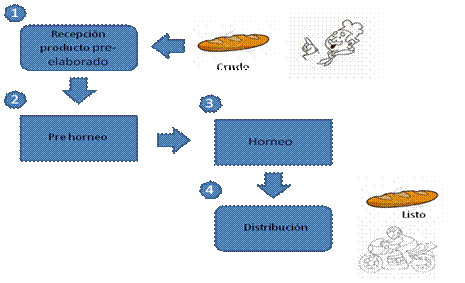 1
Recepción
producto pre-
elaborado
Crudo
2
Pre horneo
3
Horneo
4
Distribución
Listo